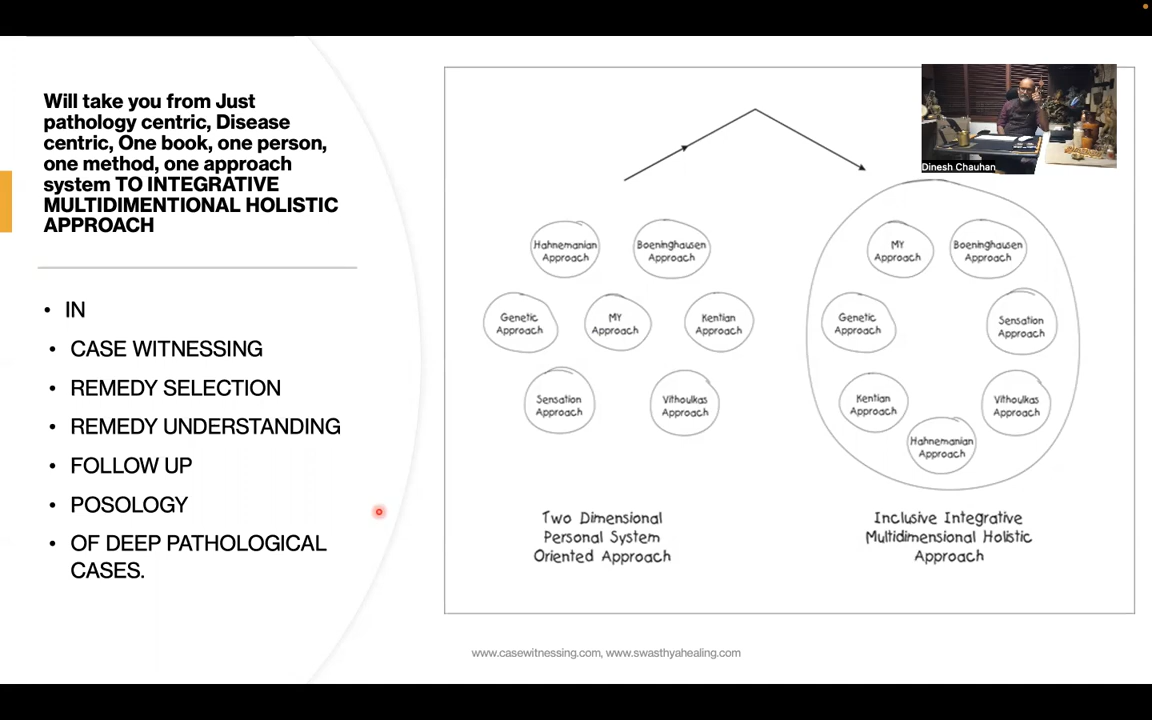 Will take you from Just
pathology centric, Disease
centric, One book, one person,
one method, one approach
system TO INTEGRATIVE
MULTIDIMENTIONAL HOLISTIC
APPROACH
• IN
• CASE WITNESSING
• REMEDY SELECTION
• REMEDY UNDERSTANDING
• FOLLOW UP
• POSOLOGY
• OF DEEP PATHOLOGICAL
CASES.
Hahnemanian
Approach
Boeninghausen
Approach
Genetic
Approach
MY
Approach
Kentian
Approach
Sensation
Approach
Vithoulkas
Approach
Two Dimensional
Personal System
Oriented Approach
MY
Approach
Boeninghausen
Approach
Genetic
Approach
Sensation
Approach
Kentian
Approach
Vithoulkas
Approach
Hahnemanian
Approach
Inclusive Integrative
Multidimensional Holistic
Approach
Dinesh Chauhan
www.casewitnessing.com, www.swasthyahealing.com